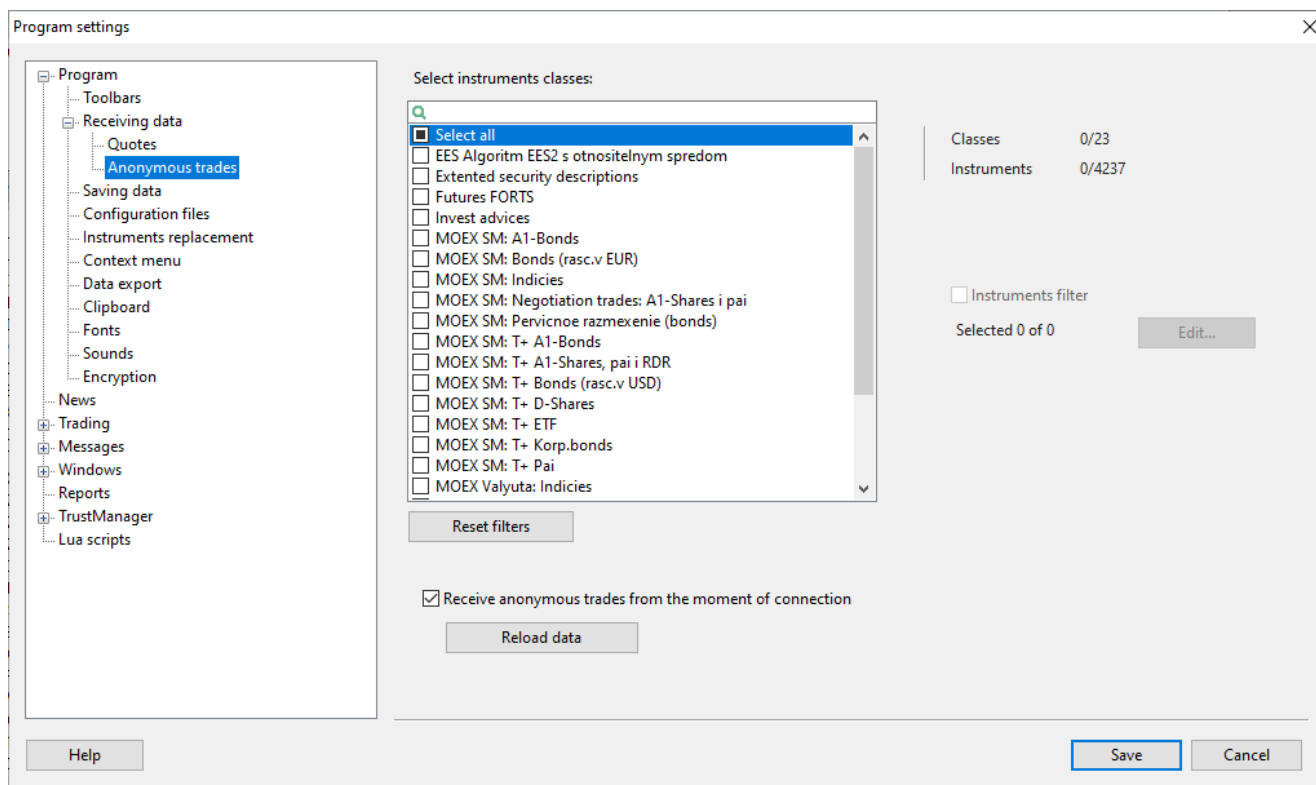 Program settings
Program
Toolbars
Receiving data
Quotes
Anonymous trades
Saving data
Configuration files
Instruments replacement
Context menu
Data export
Clipboard
Fonts
Sounds
Encryption
News
Trading
Messages
Windows
Reports
TrustManager
Lua scripts
Select instruments classes:
Select all
EES Algoritm EES2 s otnositelnym spredom
Extented security descriptions
Futures FORTS
Invest advices
MOEX SM: A1-Bonds
MOEX SM: Bonds (rasc.v EUR)
MOEX SM: Indicies
MOEX SM: Negotiation trades: A1-Shares i pai
MOEX SM: Pervicnoe razmexenie (bonds)
MOEX SM: T+ A1-Bonds
MOEX SM: T+ A1-Shares, pai i RDR
MOEX SM: T+ Bonds (rasc.v USD)
MOEX SM: T+ D-Shares
MOEX SM: T+ ETF
MOEX SM: T+ Korp.bonds
MOEX SM: T+ Pai
MOEX Valyuta: Indicies
Classes 0/23
Instruments 0/4237
Instruments filter
Selected 0 of 0 Edit...
Reset filters
Receive anonymous trades from the moment of connection
Reload data
Help Save Cancel